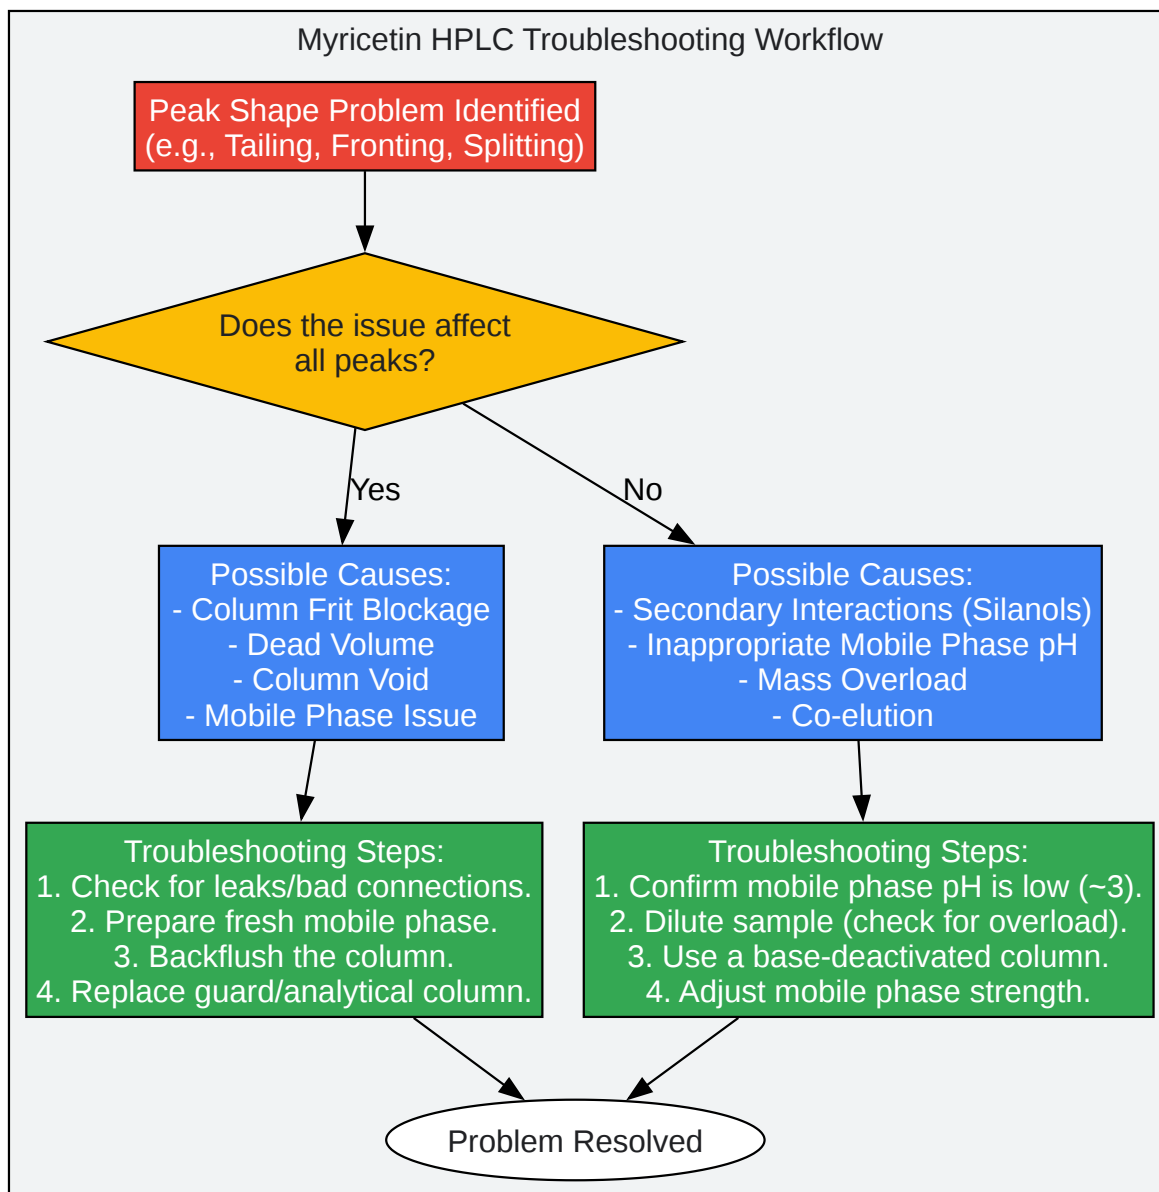 Myricetin HPLC Troubleshooting Workflow
Peak Shape Problem Identified
(e.g., Tailing, Fronting, Splitting)
Does the issue affect
all peaks?
Yes
No
Possible Causes:
- Column Frit Blockage
- Dead Volume
- Column Void
- Mobile Phase Issue
Possible Causes:
- Secondary Interactions (Silanols)
- Inappropriate Mobile Phase pH
- Mass Overload
- Co-elution
Troubleshooting Steps:
1. Check for leaks/bad connections.
2. Prepare fresh mobile phase.
3. Backflush the column.
4. Replace guard/analytical column.
Troubleshooting Steps:
1. Confirm mobile phase pH is low (~3).
2. Dilute sample (check for overload).
3. Use a base-deactivated column.
4. Adjust mobile phase strength.
Problem Resolved